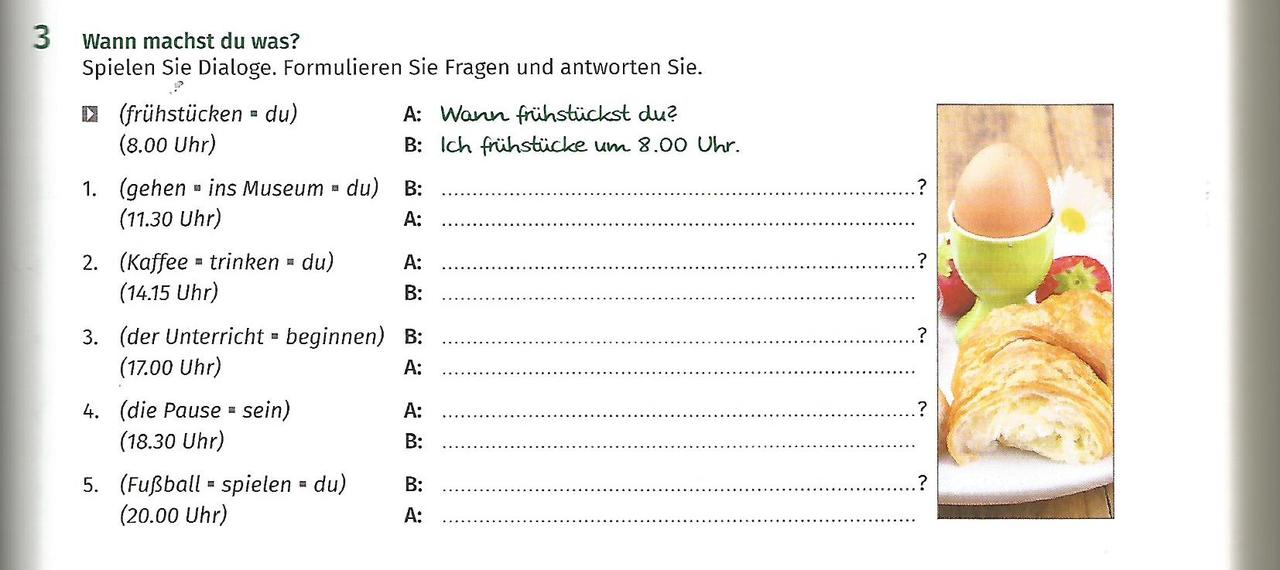 3 Wann machst du was?
Spielen Sie Dialoge. Formulieren Sie Fragen und antworten Sie.
(frühstücken ▪ du) A: Wann frühstückst du?
(8.00 Uhr) B: Ich frühstücke um 8.00 Uhr.
1. (gehen ▪ ins Museum ▪ du) B: ........................................ ?
(11.30 Uhr) A: ........................................
2. (Kaffee ▪ trinken ▪ du) A: ........................................ ?
(14.15 Uhr) B: ........................................
3. (der Unterricht ▪ beginnen) B: ........................................ ?
(17.00 Uhr) A: ........................................
4. (die Pause ▪ sein) A: ........................................ ?
(18.30 Uhr) B: ........................................
5. (Fußball ▪ spielen ▪ du) B: ........................................ ?
(20.00 Uhr) A: ........................................